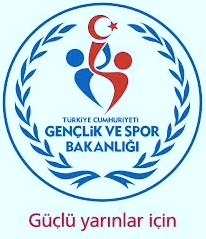 TÜRKİYE CUMHURİYETİ
GENÇLİK VE SPOR
BAKANLIĞI
Güçlü yarınlar için